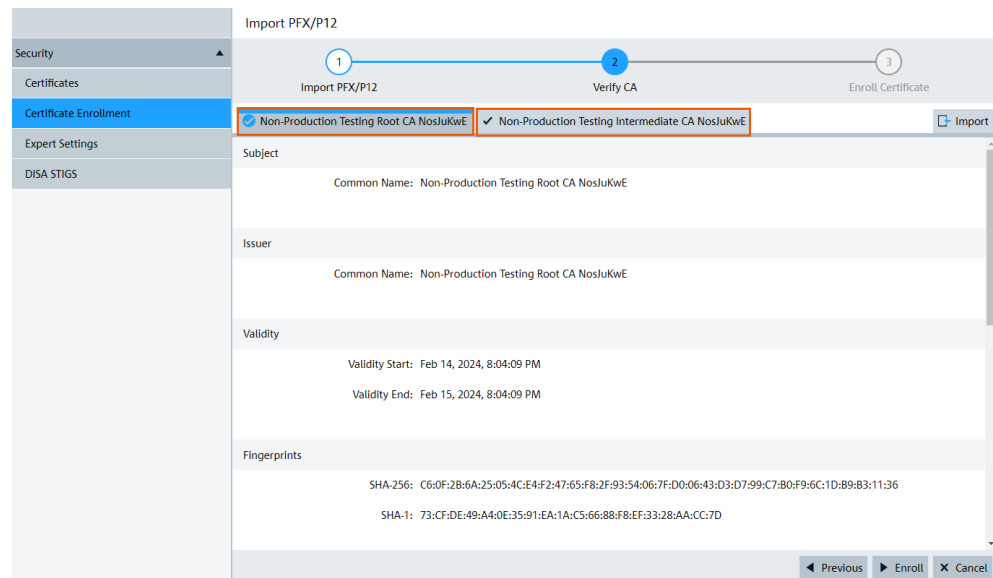 Import PFX/P12
Security
Certificates
Certificate Enrollment
Expert Settings
DISA STIGS
1
2
3
Import PFX/P12
Verify CA
Enroll Certificate
Non-Production Testing Root CA NosJuKwE
Non-Production Testing Intermediate CA NosJuKwE
Import
Subject
Common Name: Non-Production Testing Root CA NosJuKwE
Issuer
Common Name: Non-Production Testing Root CA NosJuKwE
Validity
Validity Start: Feb 14, 2024, 8:04:09 PM
Validity End: Feb 15, 2024, 8:04:09 PM
Fingerprints
SHA-256: C6:0F:2B:6A:25:05:4C:E4:F2:47:65:F8:2F:93:54:06:7F:D0:06:43:D3:D7:99:C7:B0:F9:6C:1D:B9:B3:11:36
SHA-1: 73:CF:DE:49:A4:0E:35:91:EA:1A:C5:66:88:F8:EF:33:28:AA:CC:7D
Previous
Enroll
Cancel